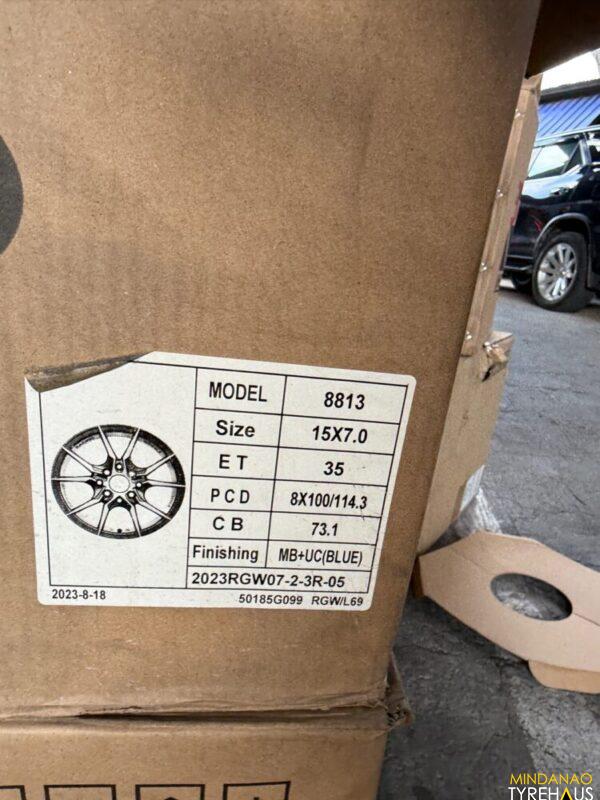 MODEL 8813
Size 15X7.0
ET 35
PCD 8X100/114.3
CB 73.1
Finishing MB+UC(BLUE)
2023RGW07-2-3R-05
2023-8-18 50185G099 RGW/L69
MINDANAO
TYREHAUS